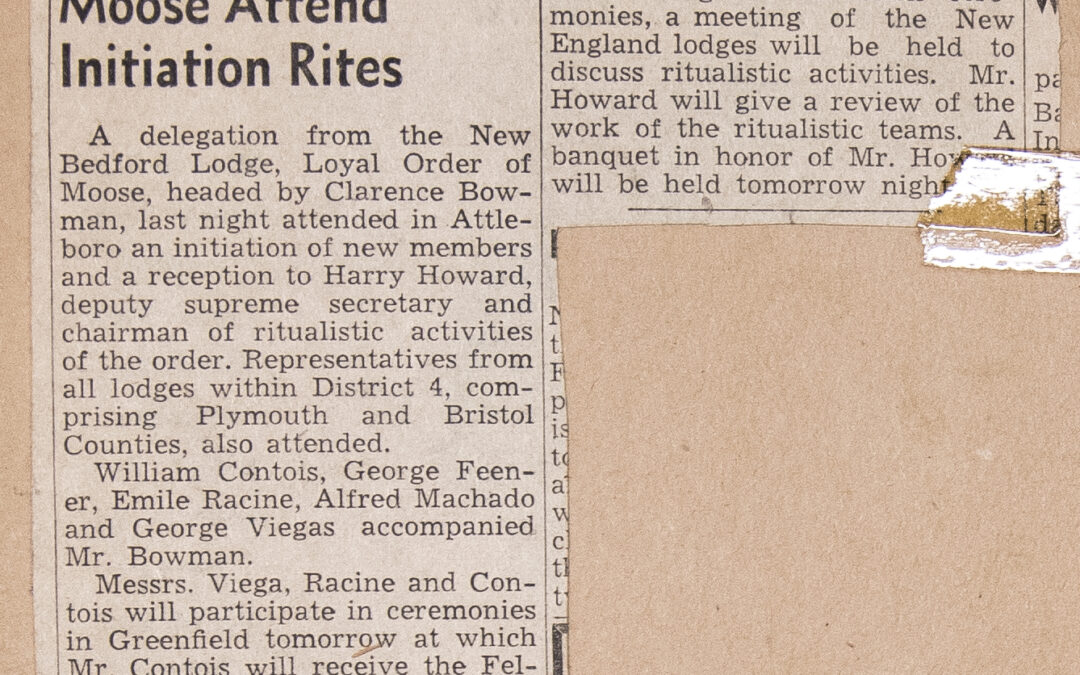 Moose Attend
Initiation Rites
A delegation from the New
Bedford Lodge, Loyal Order of
Moose, headed by Clarence Bow-
man, last night attended in Attle-
boro an initiation of new members
and a reception to Harry Howard,
deputy supreme secretary and
chairman of ritualistic activities
of the order. Representatives from
all lodges within District 4, com-
prising Plymouth and Bristol
Counties, also attended.
William Contois, George Feen-
er, Emile Racine, Alfred Machado
and George Viegas accompanied
Mr. Bowman.
Messrs. Viega, Racine and Con-
tois will participate in ceremonies
in Greenfield tomorrow at which
Mr. Contois will receive the Fel-
monies, a meeting of the New
England lodges will be held to
discuss ritualistic activities. Mr.
Howard will give a review of the
work of the ritualistic teams. A
banquet in honor of Mr.
will be held tomorrow night